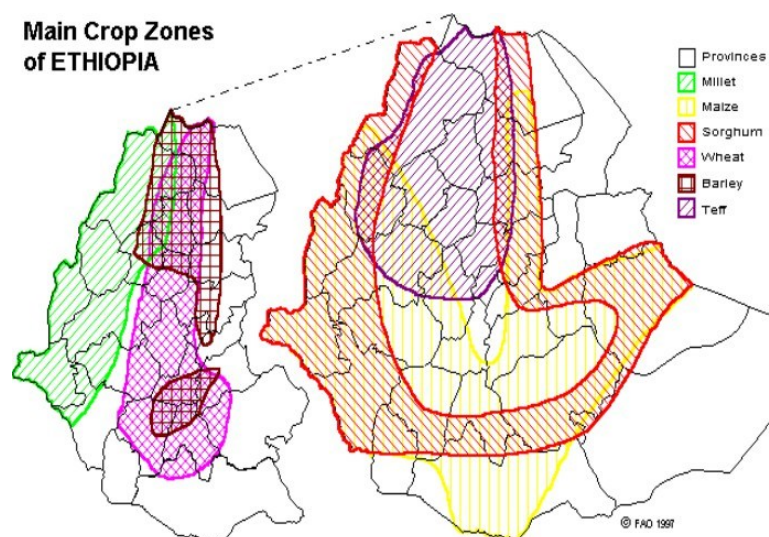 Main Crop Zones
of ETHIOPIA
Provinces
Millet
Maize
Sorghum
Wheat
Barley
Teff
© FAO 1997